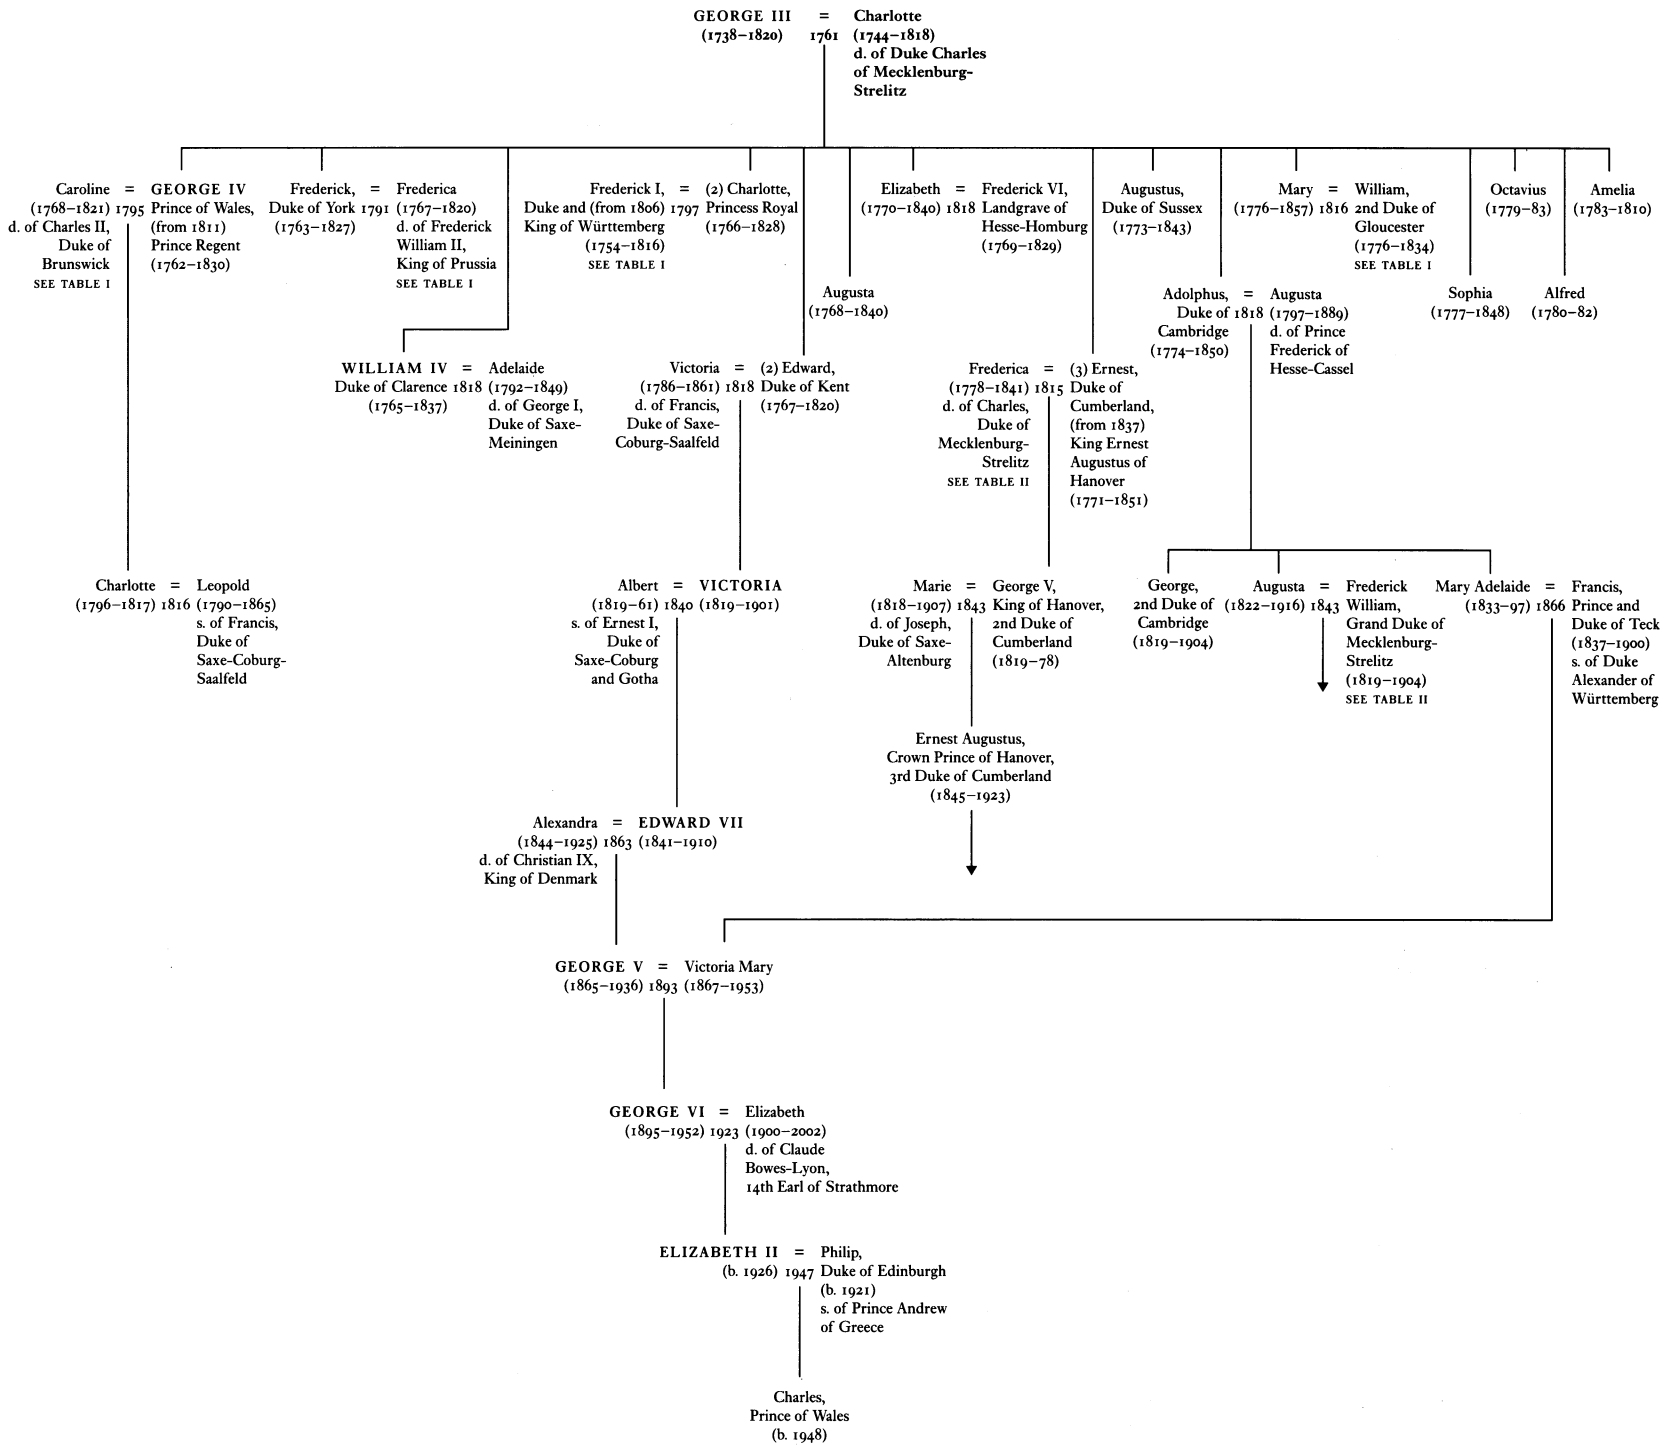 GEORGE III = Charlotte
(1738–1820) 1761 (1744–1818)
d. of Duke Charles
of Mecklenburg-
Strelitz
Caroline = GEORGE IV
(1768–1821) 1795 Prince of Wales,
d. of Charles II, (from 1811)
Duke of Prince Regent
Brunswick (1762–1830)
SEE TABLE I
Frederick, = Frederica
Duke of York 1791 (1767–1820)
(1763–1827) d. of Frederick
William II,
King of Prussia
SEE TABLE I
Frederick I, = (2) Charlotte,
Duke and (from 1806) 1797 Princess Royal
King of Württemberg (1766–1828)
(1754–1816)
SEE TABLE I
Elizabeth = Frederick VI,
(1770–1840) 1818 Landgrave of
Hesse-Homburg
(1769–1829)
Augustus,
Duke of Sussex
(1773–1843)
Mary = William,
(1776–1857) 1816 2nd Duke of
Gloucester
(1776–1834)
SEE TABLE I
Octavius
(1779–83)
Amelia
(1783–1810)
Augusta
(1768–1840)
Adolphus, = Augusta
Duke of 1818 (1797–1889)
Cambridge d. of Prince
(1774–1850) Frederick of
Hesse-Cassel
Sophia
(1777–1848)
Alfred
(1780–82)
WILLIAM IV = Adelaide
Duke of Clarence 1818 (1792–1849)
(1765–1837) d. of George I,
Duke of Saxe-
Meiningen
Victoria = (2) Edward,
(1786–1861) 1818 Duke of Kent
d. of Francis, (1767–1820)
Duke of Saxe-
Coburg-Saalfeld
Frederica = (3) Ernest,
(1778–1841) 1815 Duke of
d. of Charles, Cumberland,
Duke of (from 1837)
Mecklenburg- King Ernest
Strelitz Augustus of
SEE TABLE II Hanover
(1771–1851)
Charlotte = Leopold
(1796–1817) 1816 (1790–1865)
s. of Francis,
Duke of
Saxe-Coburg-
Saalfeld
Albert = VICTORIA
(1819–61) 1840 (1819–1901)
s. of Ernest I,
Duke of
Saxe-Coburg
and Gotha
Marie = George V,
(1818–1907) 1843 King of Hanover,
d. of Joseph, 2nd Duke of
Duke of Saxe- Cumberland
Altenburg (1819–78)
George,
2nd Duke of
Cambridge
(1819–1904)
Augusta = Frederick
(1822–1916) 1843 William,
Grand Duke of
Mecklenburg-
Strelitz
(1819–1904)
SEE TABLE II
Mary Adelaide = Francis,
(1833–97) 1866 Prince and
Duke of Teck
(1837–1900)
s. of Duke
Alexander of
Württemberg
Ernest Augustus,
Crown Prince of Hanover,
3rd Duke of Cumberland
(1845–1923)
Alexandra = EDWARD VII
(1844–1925) 1863 (1841–1910)
d. of Christian IX,
King of Denmark
GEORGE V = Victoria Mary
(1865–1936) 1893 (1867–1953)
GEORGE VI = Elizabeth
(1895–1952) 1923 (1900–2002)
d. of Claude
Bowes-Lyon,
14th Earl of Strathmore
ELIZABETH II = Philip,
(b. 1926) 1947 Duke of Edinburgh
(b. 1921)
s. of Prince Andrew
of Greece
Charles,
Prince of Wales
(b. 1948)